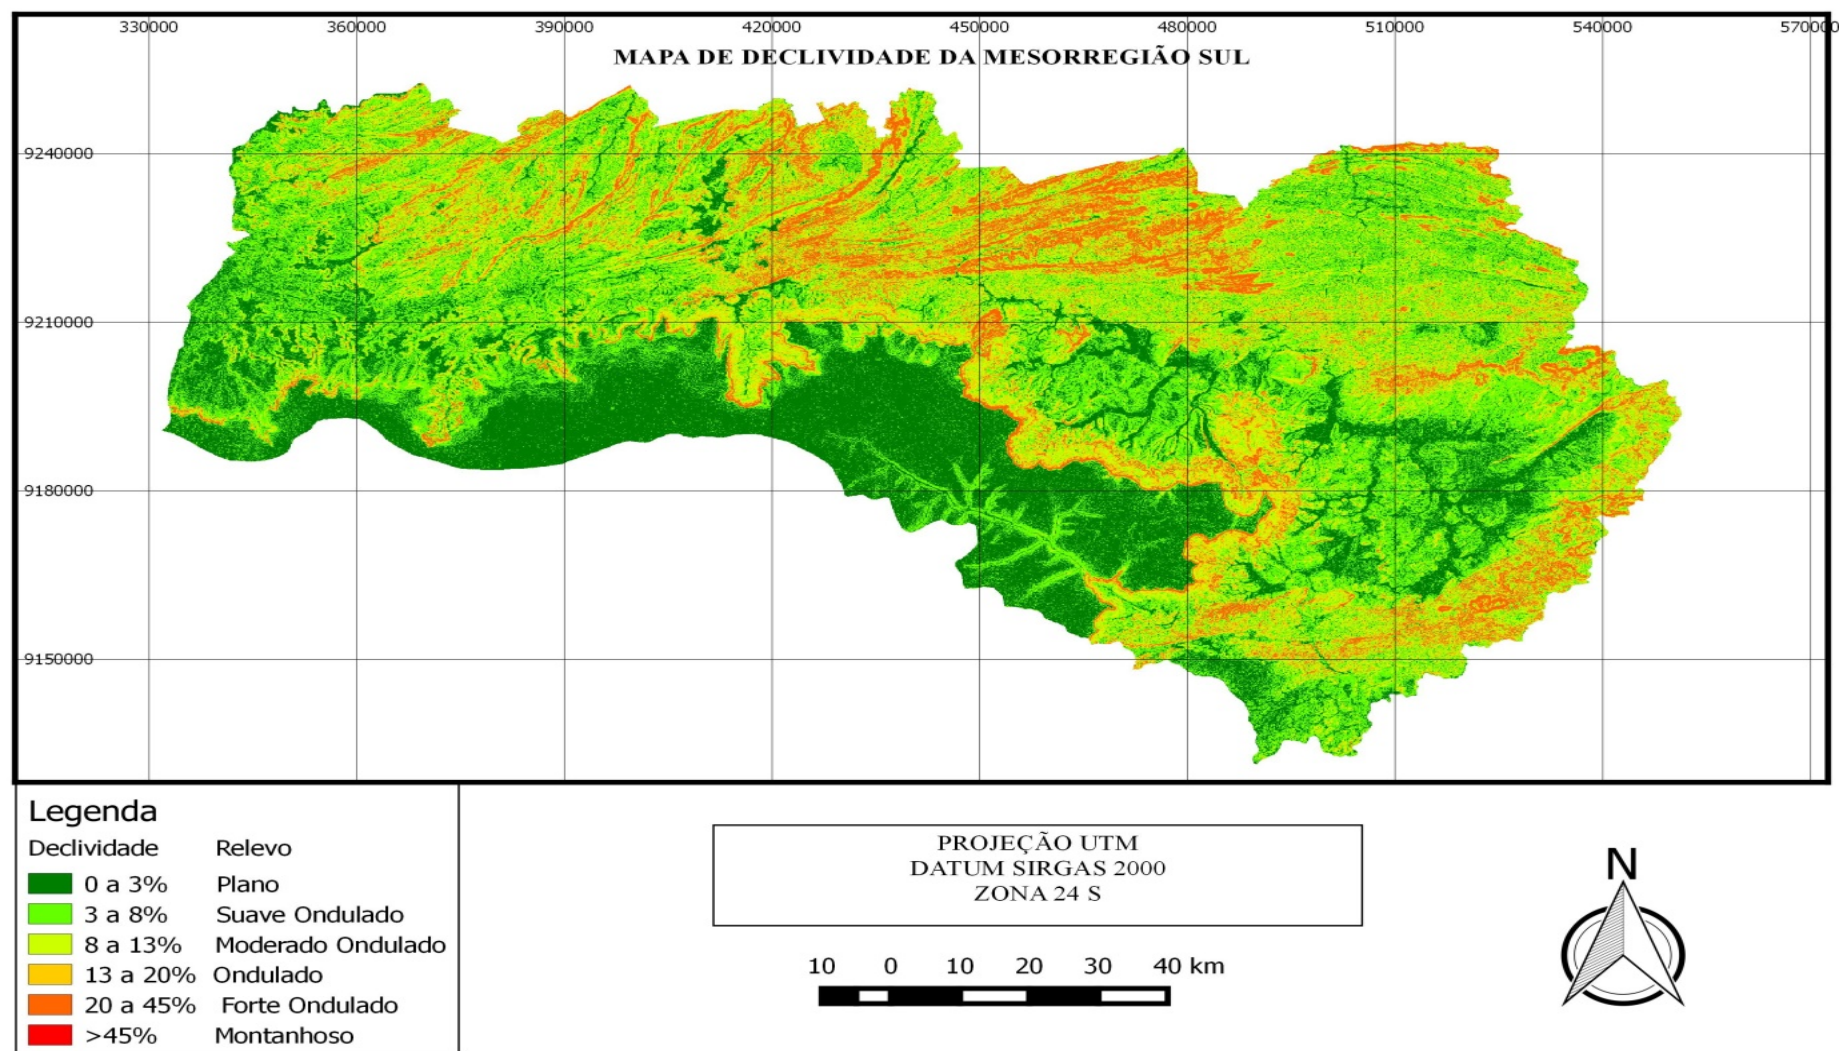 330000 360000 390000 420000 450000 480000 510000 540000 570000
MAPA DE DECLIVIDADE DA MESORREGIÃO SUL
9240000
9210000
9180000
9150000
Legenda
Declividade Relevo
0 a 3% Plano
3 a 8% Suave Ondulado
8 a 13% Moderado Ondulado
13 a 20% Ondulado
20 a 45% Forte Ondulado
>45% Montanhoso
PROJEÇÃO UTM
DATUM SIRGAS 2000
ZONA 24 S
10 0 10 20 30 40 km
N